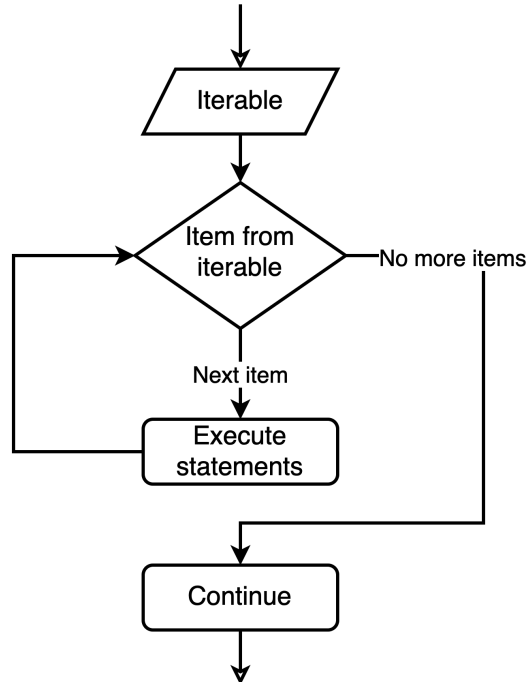 Iterable
Item from
iterable
No more items
Next item
Execute
statements
Continue